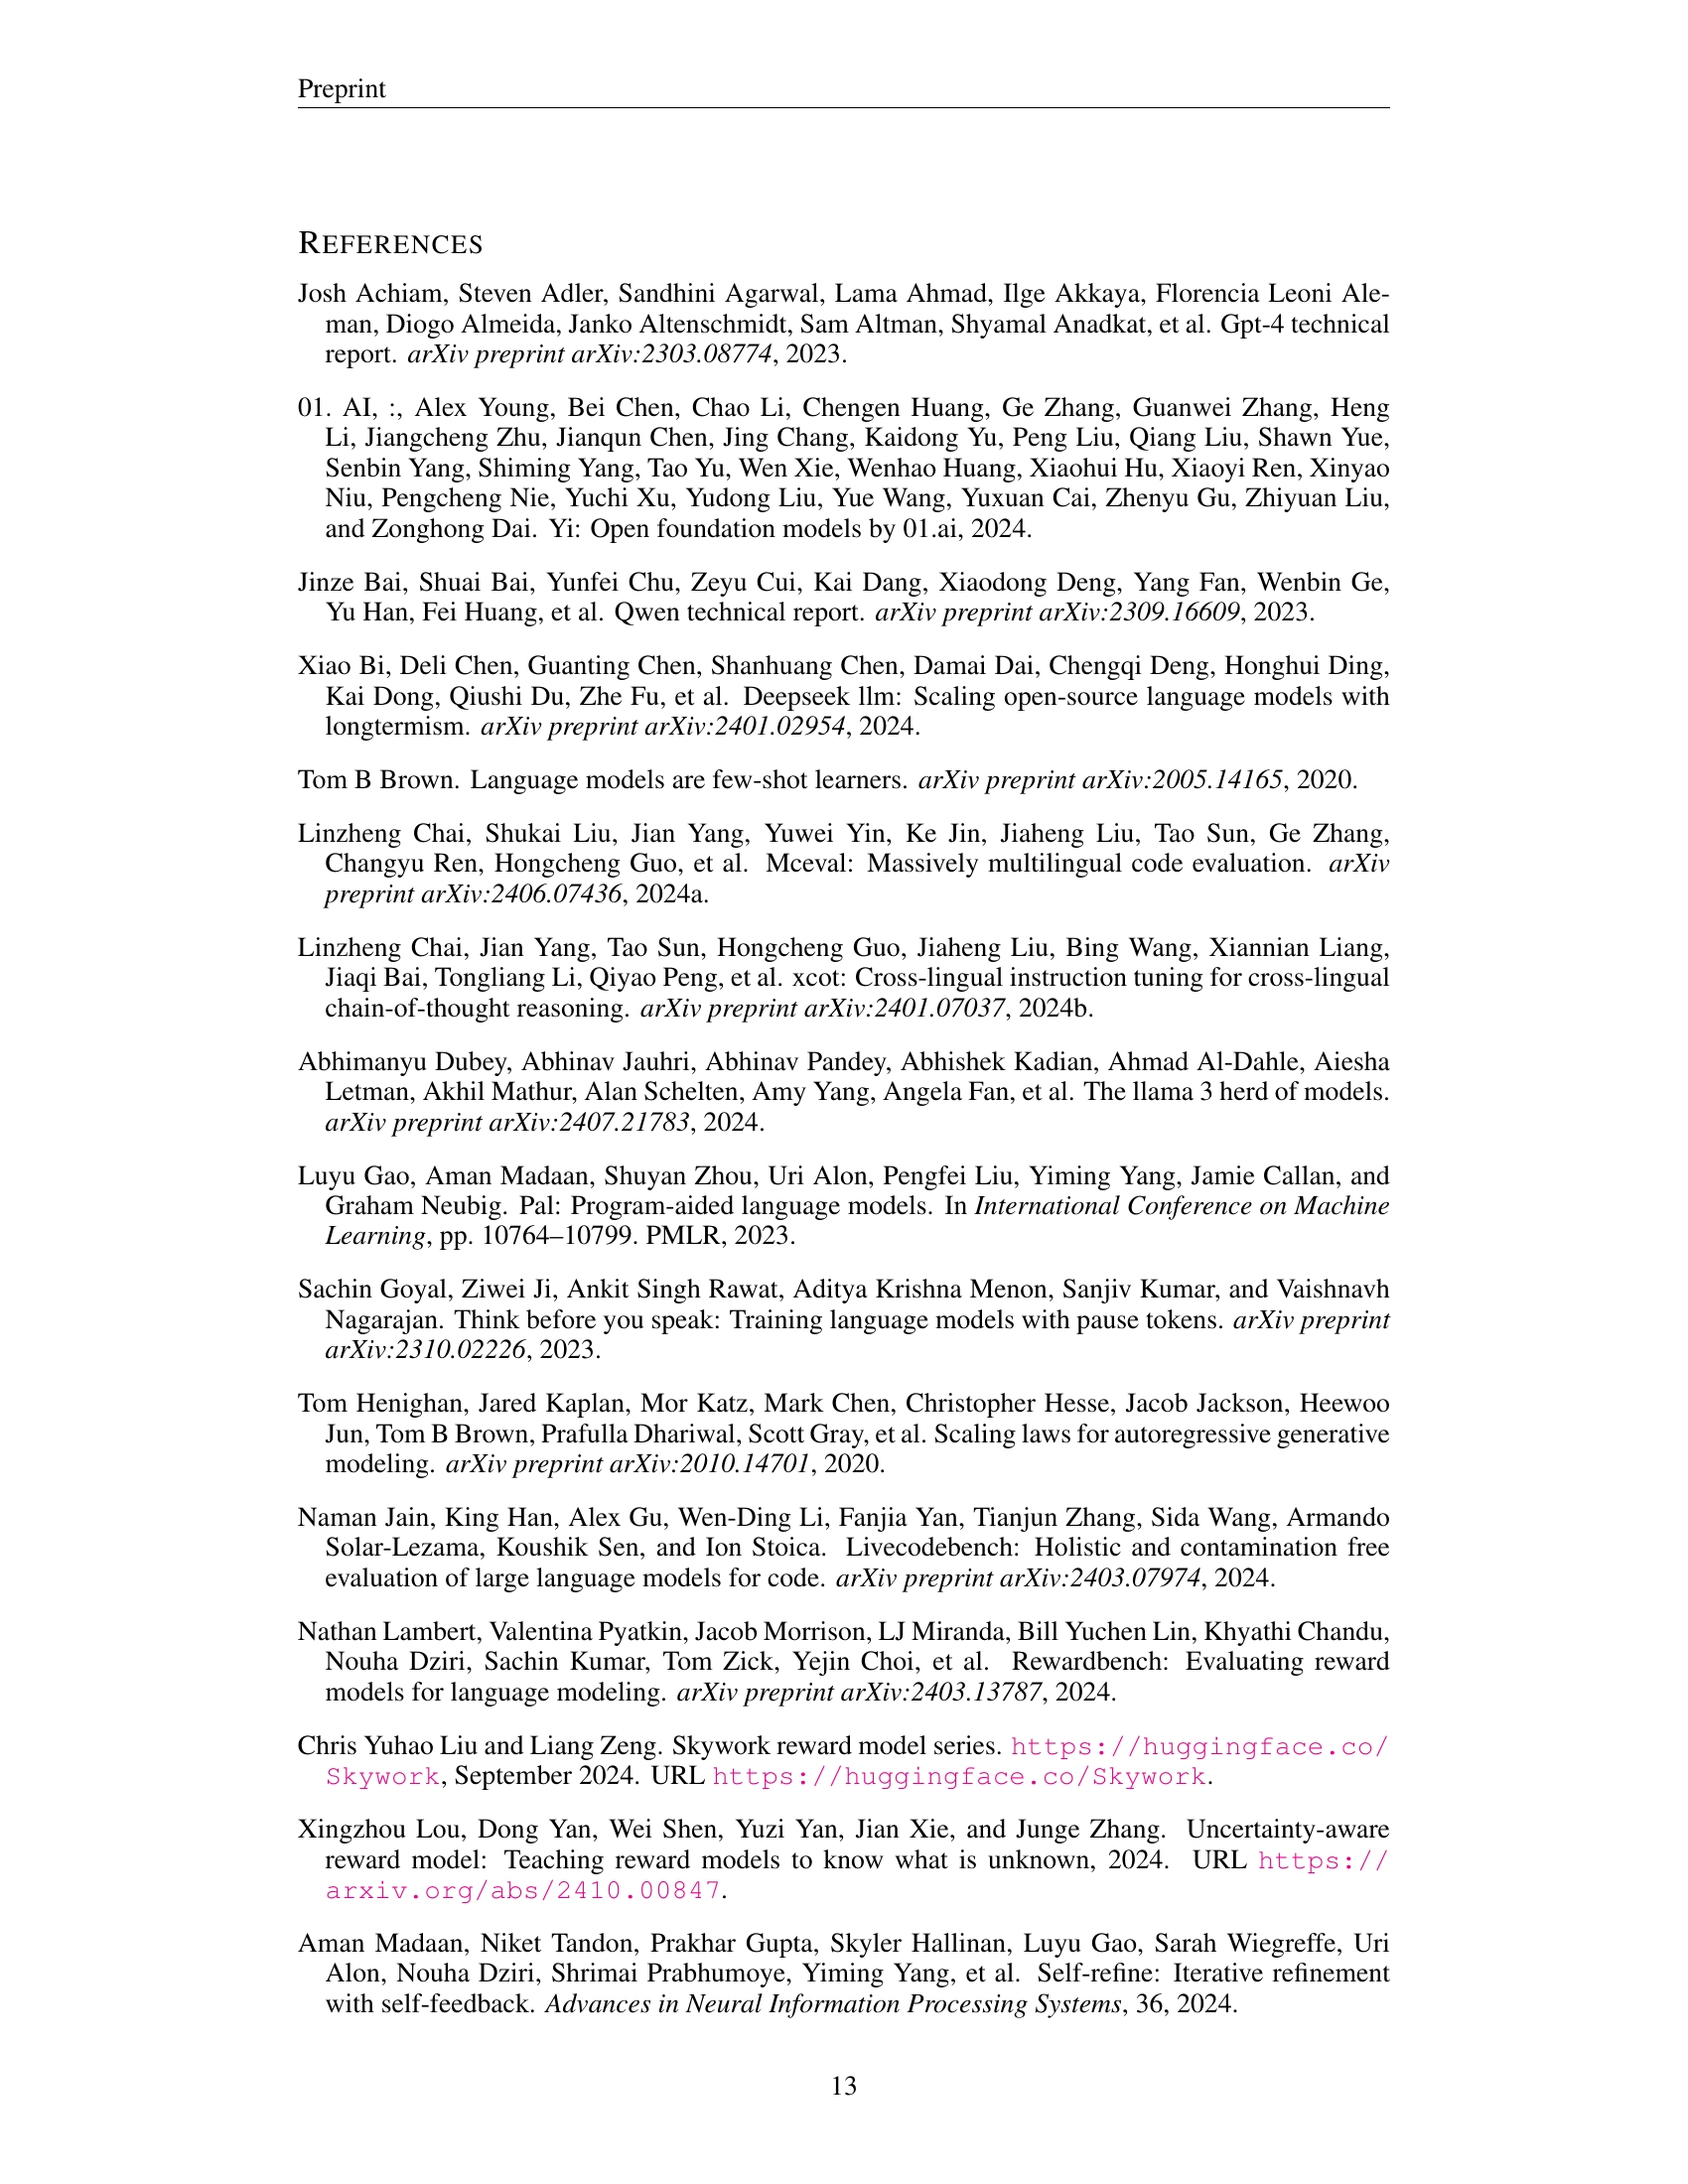 Preprint
REFERENCES
Josh Achiam, Steven Adler, Sandhini Agarwal, Lama Ahmad, Ilge Akkaya, Florencia Leoni Ale-
man, Diogo Almeida, Janko Altenschmidt, Sam Altman, Shyamal Anadkat, et al. Gpt-4 technical
report. arXiv preprint arXiv:2303.08774, 2023.
01. AI, :, Alex Young, Bei Chen, Chao Li, Chengen Huang, Ge Zhang, Guanwei Zhang, Heng
Li, Jiangcheng Zhu, Jianqun Chen, Jing Chang, Kaidong Yu, Peng Liu, Qiang Liu, Shawn Yue,
Senbin Yang, Shiming Yang, Tao Yu, Wen Xie, Wenhao Huang, Xiaohui Hu, Xiaoyi Ren, Xinyao
Niu, Pengcheng Nie, Yuchi Xu, Yudong Liu, Yue Wang, Yuxuan Cai, Zhenyu Gu, Zhiyuan Liu,
and Zonghong Dai. Yi: Open foundation models by 01.ai, 2024.
Jinze Bai, Shuai Bai, Yunfei Chu, Zeyu Cui, Kai Dang, Xiaodong Deng, Yang Fan, Wenbin Ge,
Yu Han, Fei Huang, et al. Qwen technical report. arXiv preprint arXiv:2309.16609, 2023.
Xiao Bi, Deli Chen, Guanting Chen, Shanhuang Chen, Damai Dai, Chengqi Deng, Honghui Ding,
Kai Dong, Qiushi Du, Zhe Fu, et al. Deepseek llm: Scaling open-source language models with
longtermism. arXiv preprint arXiv:2401.02954, 2024.
Tom B Brown. Language models are few-shot learners. arXiv preprint arXiv:2005.14165, 2020.
Linzheng Chai, Shukai Liu, Jian Yang, Yuwei Yin, Ke Jin, Jiaheng Liu, Tao Sun, Ge Zhang,
Changyu Ren, Hongcheng Guo, et al. Mceval: Massively multilingual code evaluation. arXiv
preprint arXiv:2406.07436, 2024a.
Linzheng Chai, Jian Yang, Tao Sun, Hongcheng Guo, Jiaheng Liu, Bing Wang, Xiannian Liang,
Jiaqi Bai, Tongliang Li, Qiyao Peng, et al. xcot: Cross-lingual instruction tuning for cross-lingual
chain-of-thought reasoning. arXiv preprint arXiv:2401.07037, 2024b.
Abhimanyu Dubey, Abhinav Jauhri, Abhinav Pandey, Abhishek Kadian, Ahmad Al-Dahle, Aiesha
Letman, Akhil Mathur, Alan Schelten, Amy Yang, Angela Fan, et al. The llama 3 herd of models.
arXiv preprint arXiv:2407.21783, 2024.
Luyu Gao, Aman Madaan, Shuyan Zhou, Uri Alon, Pengfei Liu, Yiming Yang, Jamie Callan, and
Graham Neubig. Pal: Program-aided language models. In International Conference on Machine
Learning, pp. 10764–10799. PMLR, 2023.
Sachin Goyal, Ziwei Ji, Ankit Singh Rawat, Aditya Krishna Menon, Sanjiv Kumar, and Vaishnavh
Nagarajan. Think before you speak: Training language models with pause tokens. arXiv preprint
arXiv:2310.02226, 2023.
Tom Henighan, Jared Kaplan, Mor Katz, Mark Chen, Christopher Hesse, Jacob Jackson, Heewoo
Jun, Tom B Brown, Prafulla Dhariwal, Scott Gray, et al. Scaling laws for autoregressive generative
modeling. arXiv preprint arXiv:2010.14701, 2020.
Naman Jain, King Han, Alex Gu, Wen-Ding Li, Fanjia Yan, Tianjun Zhang, Sida Wang, Armando
Solar-Lezama, Koushik Sen, and Ion Stoica. Livecodebench: Holistic and contamination free
evaluation of large language models for code. arXiv preprint arXiv:2403.07974, 2024.
Nathan Lambert, Valentina Pyatkin, Jacob Morrison, LJ Miranda, Bill Yuchen Lin, Khyathi Chandu,
Nouha Dziri, Sachin Kumar, Tom Zick, Yejin Choi, et al. Rewardbench: Evaluating reward
models for language modeling. arXiv preprint arXiv:2403.13787, 2024.
Chris Yuhao Liu and Liang Zeng. Skywork reward model series. https://huggingface.co/
Skywork, September 2024. URL https://huggingface.co/Skywork.
Xingzhou Lou, Dong Yan, Wei Shen, Yuzi Yan, Jian Xie, and Junge Zhang. Uncertainty-aware
reward model: Teaching reward models to know what is unknown, 2024. URL https://
arxiv.org/abs/2410.00847.
Aman Madaan, Niket Tandon, Prakhar Gupta, Skyler Hallinan, Luyu Gao, Sarah Wiegreffe, Uri
Alon, Nouha Dziri, Shrimai Prabhumoye, Yiming Yang, et al. Self-refine: Iterative refinement
with self-feedback. Advances in Neural Information Processing Systems, 36, 2024.
13